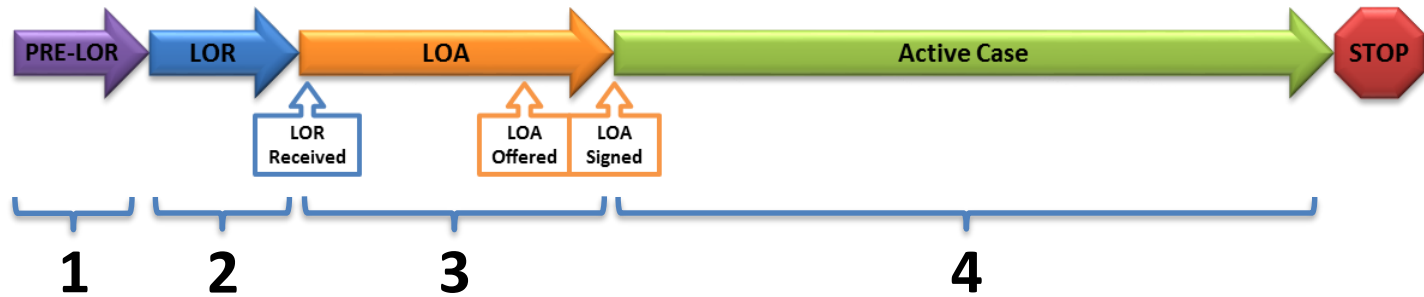 PRE-LOR
LOR
LOA
Active Case
STOP
LOR
Received
LOA
Offered
LOA
Signed
1
2
3
4